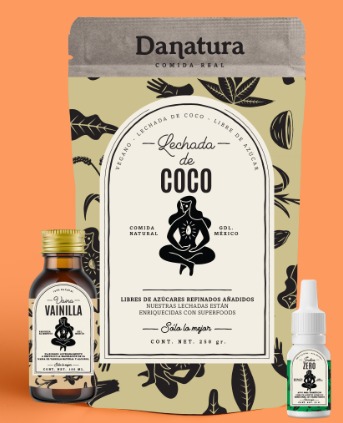 Danatura
COMIDA REAL
VEGANO · LECHADA DE COCO · LIBRE DE AZÚCAR
Lechada
de
COCO
COMIDA
NATURAL
GDL.
MÉXICO
LIBRES DE AZÚCARES REFINADOS AÑADIDOS
NUESTRAS LECHADAS ESTÁN
ENRIQUECIDAS CON SUPERFOODS
Sólo lo mejor
CONT. NET. 250 gr.
VAINILLA
ZERO